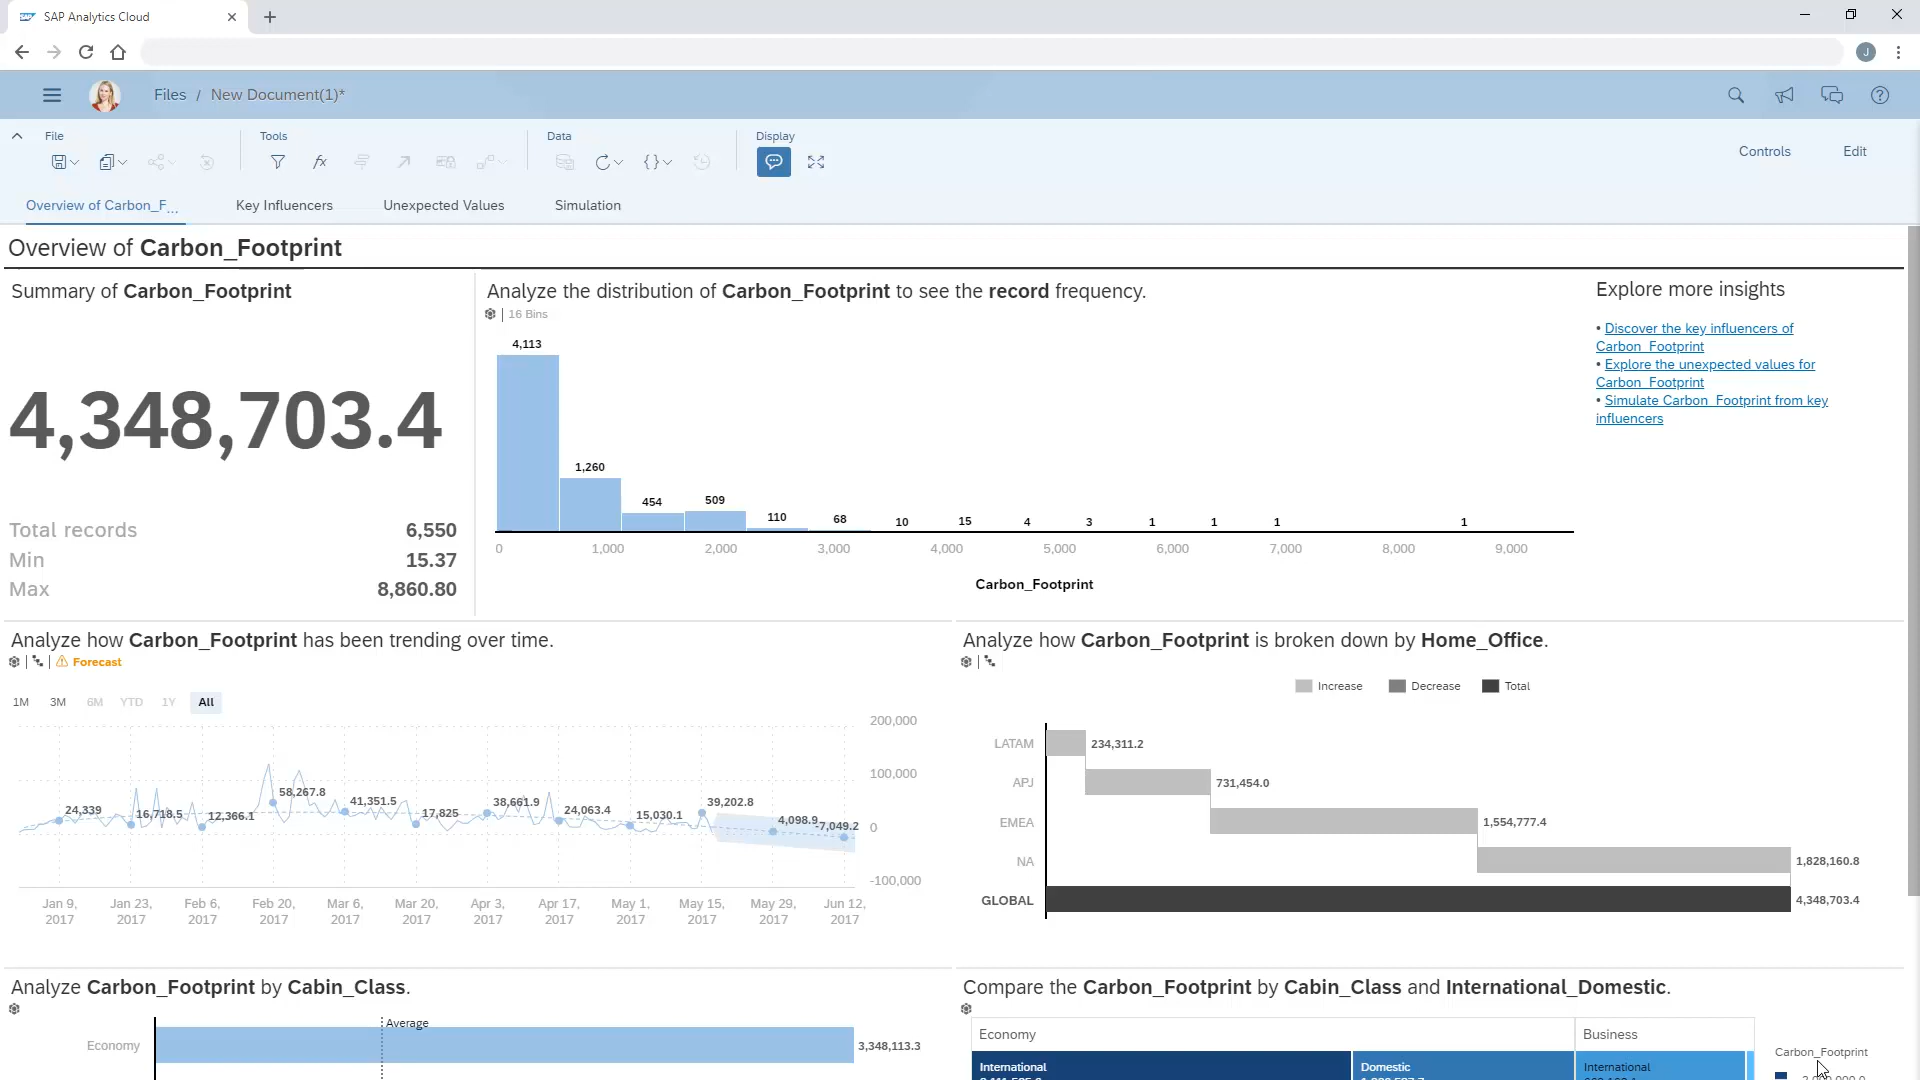 SAP Analytics Cloud
J
Files / New Document(1)*
File
Tools
Data
Display
Controls
Edit
Overview of Carbon_F...
Key Influencers
Unexpected Values
Simulation
Overview of Carbon_Footprint
Summary of Carbon_Footprint
4,348,703.4
Total records 6,550
Min 15.37
Max 8,860.80
Analyze the distribution of Carbon_Footprint to see the record frequency.
16 Bins
4,113
1,260
454
509
110
68
10
15
4
3
1
1
1
1
0 1,000 2,000 3,000 4,000 5,000 6,000 7,000 8,000 9,000
Carbon_Footprint
Explore more insights
• Discover the key influencers of
Carbon_Footprint
• Explore the unexpected values for
Carbon_Footprint
• Simulate Carbon_Footprint from key
influencers
Analyze how Carbon_Footprint has been trending over time.
Forecast
1M 3M 6M YTD 1Y All
200,000
100,000
0
-100,000
24,339
16,718.5
12,366.1
58,267.8
41,351.5
17,825
38,661.9
24,063.4
15,030.1
39,202.8
4,098.9
-7,049.2
Jan 9, Jan 23, Feb 6, Feb 20, Mar 6, Mar 20, Apr 3, Apr 17, May 1, May 15, May 29, Jun 12,
2017 2017 2017 2017 2017 2017 2017 2017 2017 2017 2017 2017
Analyze how Carbon_Footprint is broken down by Home_Office.
Increase Decrease Total
LATAM 234,311.2
APJ 731,454.0
EMEA 1,554,777.4
NA 1,828,160.8
GLOBAL 4,348,703.4
Analyze Carbon_Footprint by Cabin_Class.
Average
Economy 3,348,113.3
Compare the Carbon_Footprint by Cabin_Class and International_Domestic.
Economy Business
International Domestic International
Carbon_Footprint